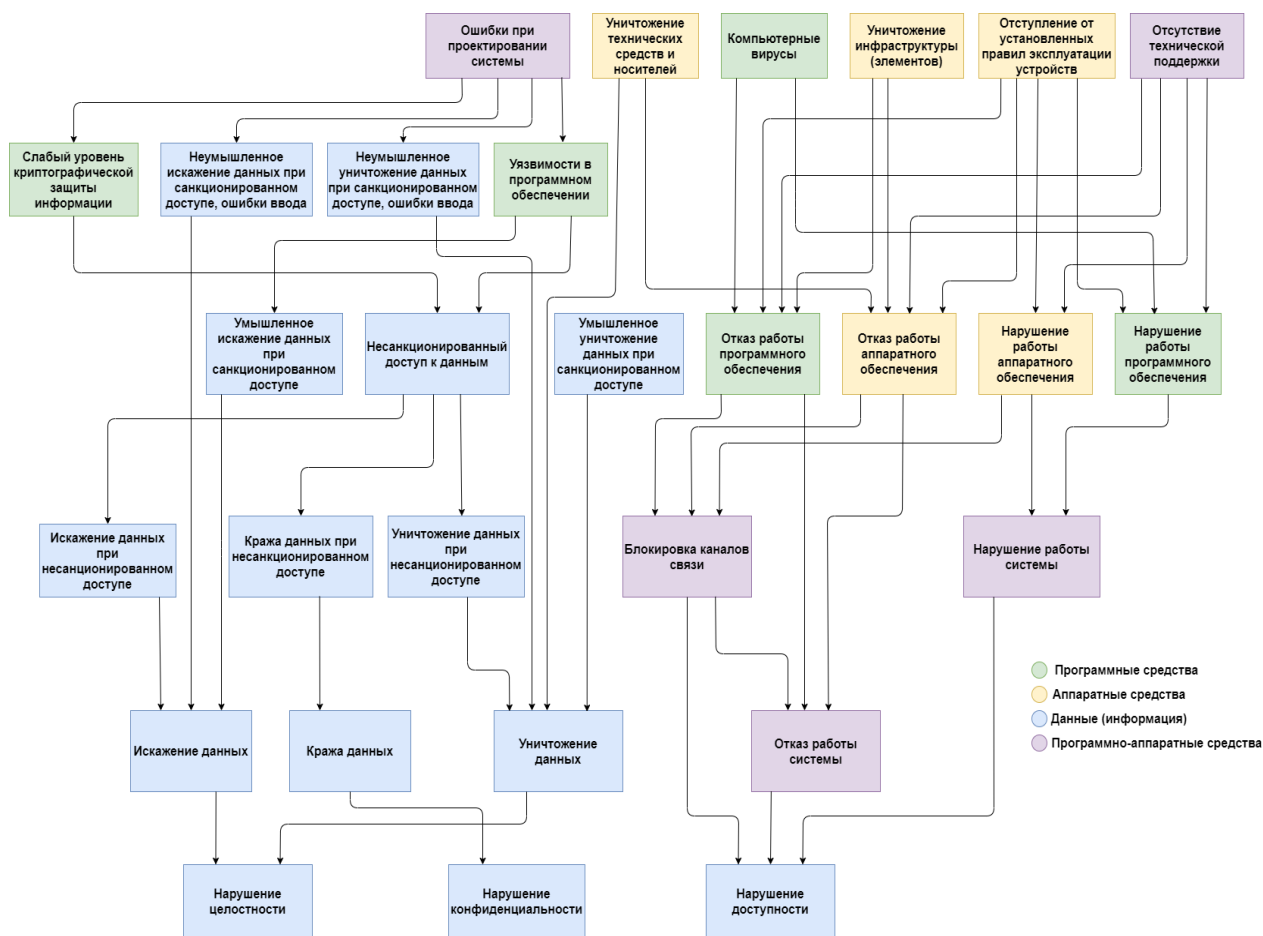 Ошибки при
проектировании
системы
Уничтожение
технических
средств и
носителей
Компьютерные
вирусы
Уничтожение
инфраструктуры
(элементов)
Отступление от
установленных
правил эксплуатации
устройств
Отсутствие
технической
поддержки
Слабый уровень
криптографической
защиты
информации
Неумышленное
искажение данных при
санкционированном
доступе, ошибки ввода
Неумышленное
уничтожение данных
при санкционированном
доступе, ошибки ввода
Уязвимости в
программном
обеспечении
Умышленное
искажение данных
при
санкционированном
доступе
Несанкционированный
доступ к данным
Умышленное
уничтожение
данных при
санкционированном
доступе
Отказ работы
программного
обеспечения
Отказ работы
аппаратного
обеспечения
Нарушение
работы
аппаратного
обеспечения
Нарушение
работы
программного
обеспечения
Искажение данных
при
несанкционированном
доступе
Кража данных при
несанкционированном
доступе
Уничтожение данных
при
несанционированном
доступе
Блокировка каналов
связи
Нарушение работы
системы
Программные средства
Аппаратные средства
Данные (информация)
Программно-аппаратные средства
Искажение данных
Кража данных
Уничтожение
данных
Отказ работы
системы
Нарушение
целостности
Нарушение
конфиденциальности
Нарушение
доступности